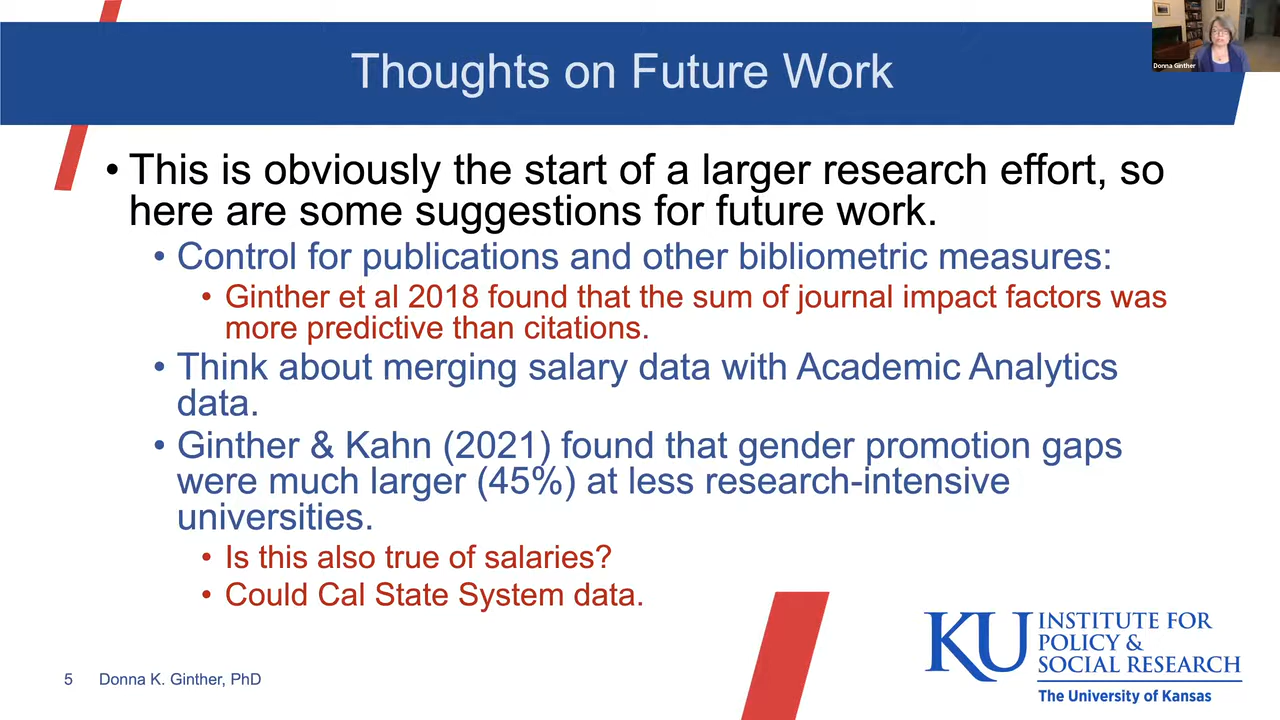 Thoughts on Future Work
Donna Ginther
• This is obviously the start of a larger research effort, so
here are some suggestions for future work.
• Control for publications and other bibliometric measures:
• Ginther et al 2018 found that the sum of journal impact factors was
more predictive than citations.
• Think about merging salary data with Academic Analytics
data.
• Ginther & Kahn (2021) found that gender promotion gaps
were much larger (45%) at less research-intensive
universities.
• Is this also true of salaries?
• Could Cal State System data.
KU INSTITUTE FOR
POLICY &
SOCIAL RESEARCH
The University of Kansas
5 Donna K. Ginther, PhD